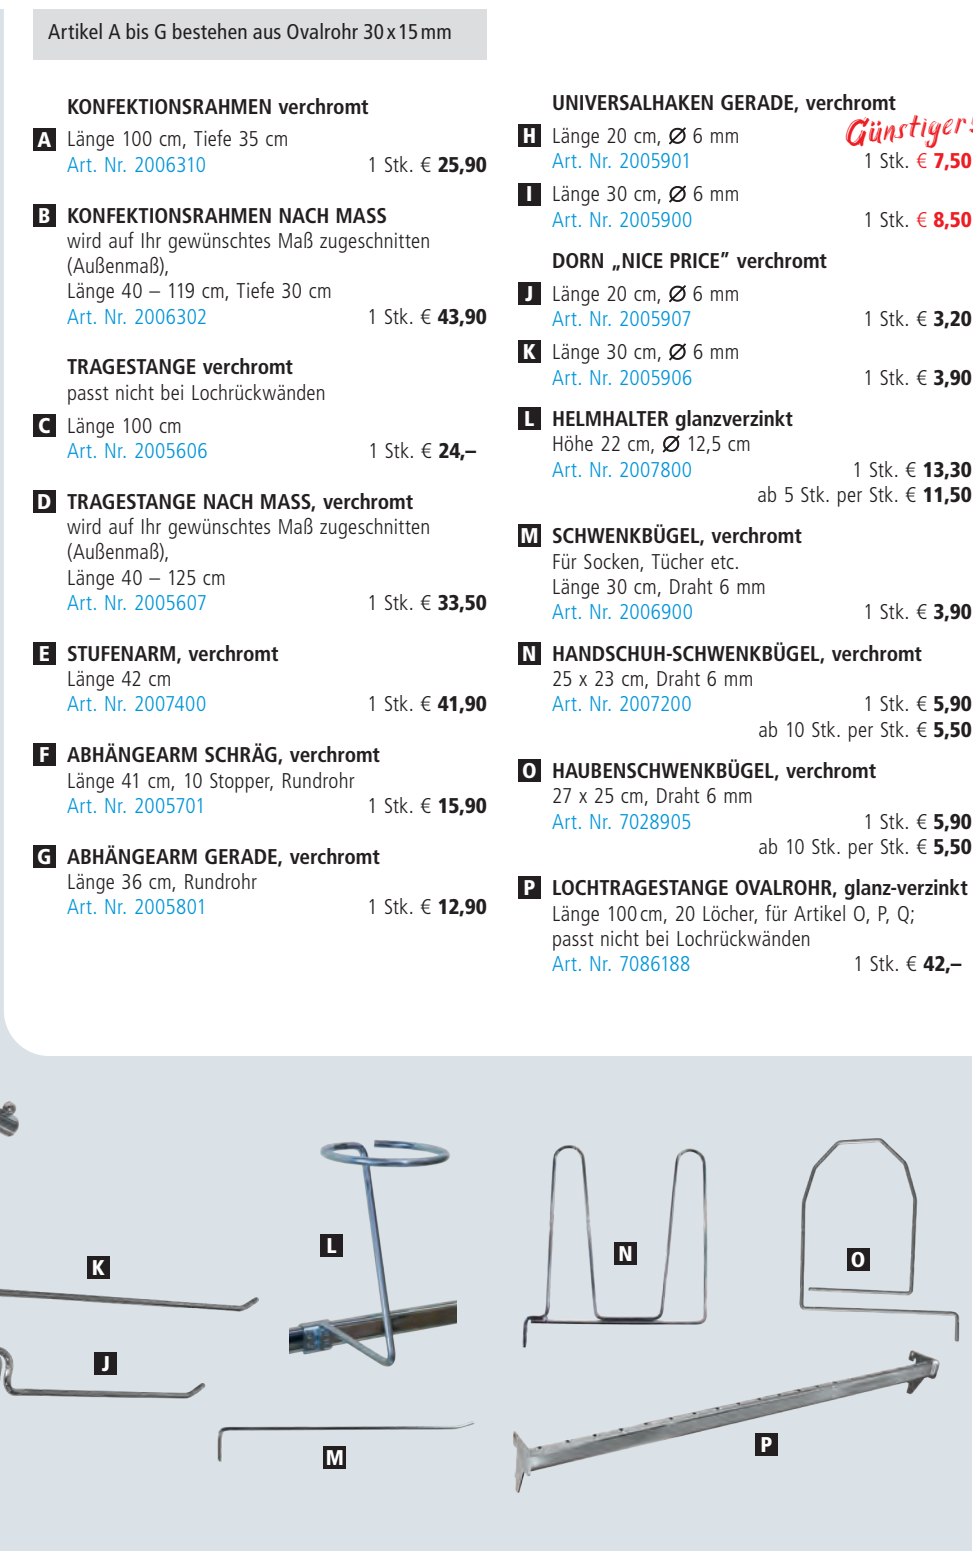 Artikel A bis G bestehen aus Ovalrohr 30 x 15 mm
KONFEKTIONSRAHMEN verchromt
A Länge 100 cm, Tiefe 35 cm
Art. Nr. 2006310 1 Stk. € 25,90
B KONFEKTIONSRAHMEN NACH MASS
wird auf Ihr gewünschtes Maß zugeschnitten
(Außenmaß),
Länge 40 – 119 cm, Tiefe 30 cm
Art. Nr. 2006302 1 Stk. € 43,90
TRAGESTANGE verchromt
passt nicht bei Lochrückwänden
C Länge 100 cm
Art. Nr. 2005606 1 Stk. € 24,–
D TRAGESTANGE NACH MASS, verchromt
wird auf Ihr gewünschtes Maß zugeschnitten
(Außenmaß),
Länge 40 – 125 cm
Art. Nr. 2005607 1 Stk. € 33,50
E STUFENARM, verchromt
Länge 42 cm
Art. Nr. 2007400 1 Stk. € 41,90
F ABHÄNGEARM SCHRÄG, verchromt
Länge 41 cm, 10 Stopper, Rundrohr
Art. Nr. 2005701 1 Stk. € 15,90
G ABHÄNGEARM GERADE, verchromt
Länge 36 cm, Rundrohr
Art. Nr. 2005801 1 Stk. € 12,90
UNIVERSALHAKEN GERADE, verchromt
Günstiger!
H Länge 20 cm, Ø 6 mm
Art. Nr. 2005901 1 Stk. € 7,50
I Länge 30 cm, Ø 6 mm
Art. Nr. 2005900 1 Stk. € 8,50
DORN „NICE PRICE” verchromt
J Länge 20 cm, Ø 6 mm
Art. Nr. 2005907 1 Stk. € 3,20
K Länge 30 cm, Ø 6 mm
Art. Nr. 2005906 1 Stk. € 3,90
L HELMHALTER glanzverzinkt
Höhe 22 cm, Ø 12,5 cm
Art. Nr. 2007800 1 Stk. € 13,30
ab 5 Stk. per Stk. € 11,50
M SCHWENKBÜGEL, verchromt
Für Socken, Tücher etc.
Länge 30 cm, Draht 6 mm
Art. Nr. 2006900 1 Stk. € 3,90
N HANDSCHUH-SCHWENKBÜGEL, verchromt
25 x 23 cm, Draht 6 mm
Art. Nr. 2007200 1 Stk. € 5,90
ab 10 Stk. per Stk. € 5,50
O HAUBENSCHWENKBÜGEL, verchromt
27 x 25 cm, Draht 6 mm
Art. Nr. 7028905 1 Stk. € 5,90
ab 10 Stk. per Stk. € 5,50
P LOCHTRAGESTANGE OVALROHR, glanz-verzinkt
Länge 100 cm, 20 Löcher, für Artikel O, P, Q;
passt nicht bei Lochrückwänden
Art. Nr. 7086188 1 Stk. € 42,–
L
N
O
K
J
M
P